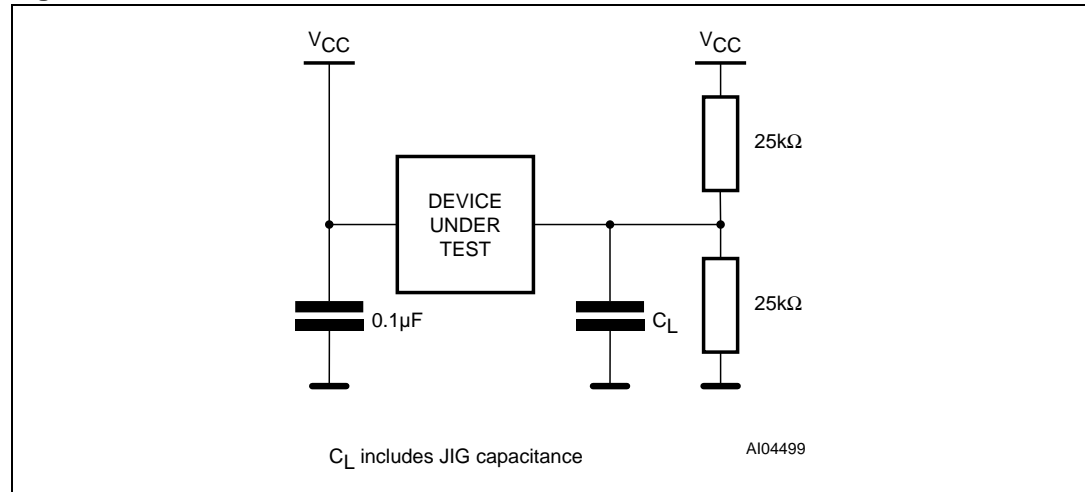 VCC
VCC
25kΩ
DEVICE
UNDER
TEST
0.1µF
CL
25kΩ
CL includes JIG capacitance
AI04499